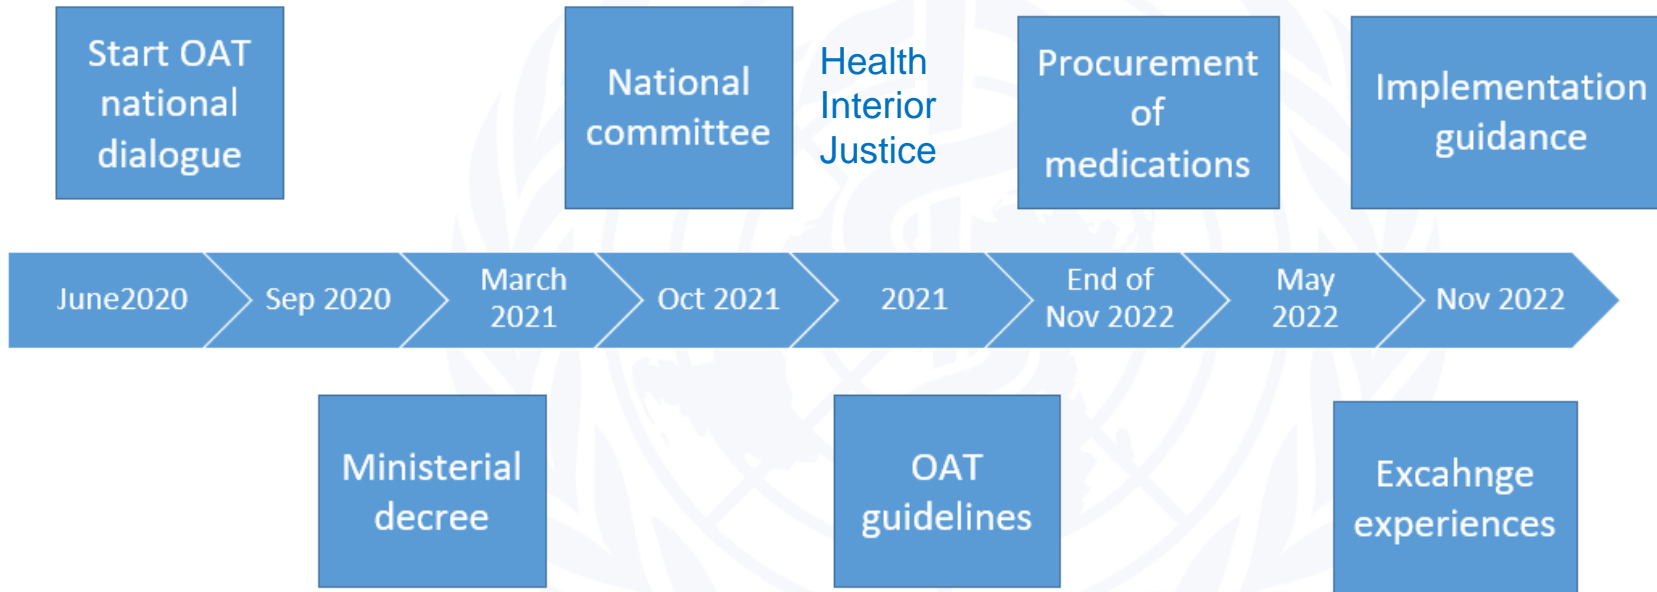 Start OAT
national
dialogue
National
committee
Health
Interior
Justice
Procurement
of
medications
Implementation
guidance
June2020
Sep 2020
March
2021
Oct 2021
2021
End of
Nov 2022
May
2022
Nov 2022
Ministerial
decree
OAT
guidelines
Excahnge
experiences